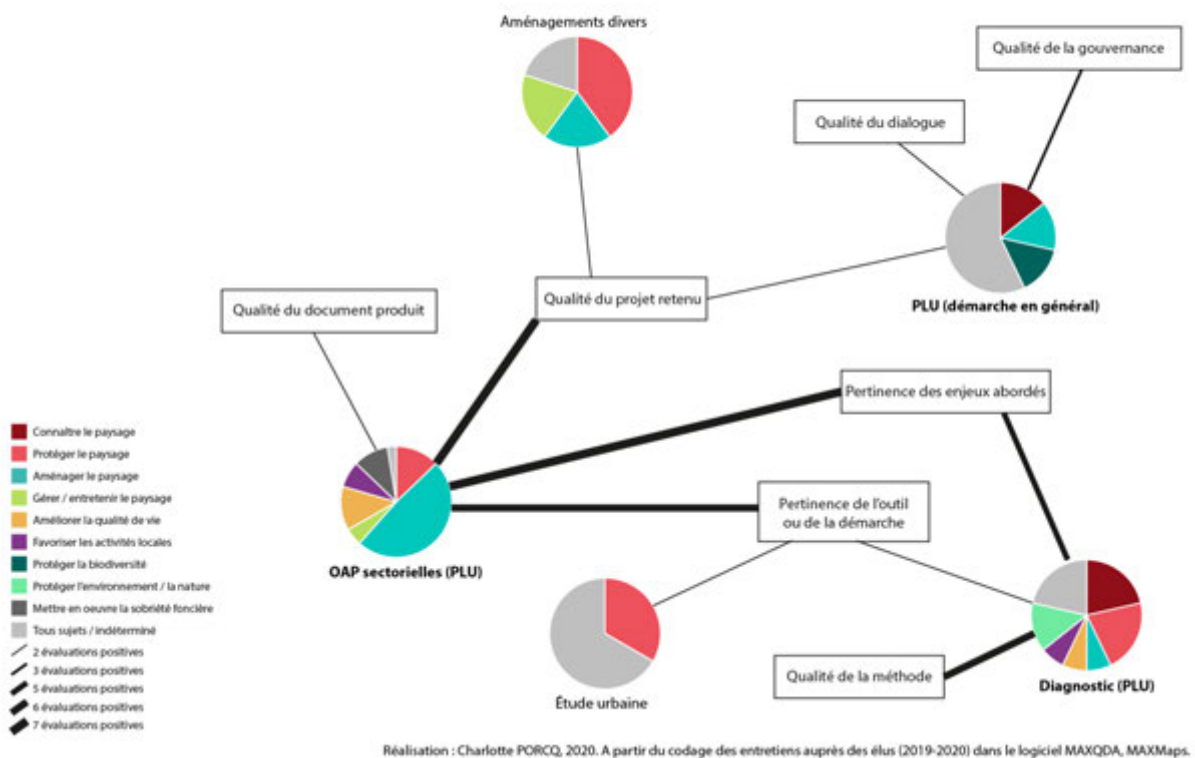 Aménagements divers
Qualité de la gouvernance
Qualité du dialogue
Qualité du projet retenu
PLU (démarche en général)
Qualité du document produit
Pertinence des enjeux abordés
Pertinence de l'outil
ou de la démarche
OAP sectorielles (PLU)
Étude urbaine
Qualité de la méthode
Diagnostic (PLU)
Connaître le paysage
Protéger le paysage
Aménager le paysage
Gérer / entretenir le paysage
Améliorer la qualité de vie
Favoriser les activités locales
Protéger la biodiversité
Protéger l'environnement / la nature
Mettre en oeuvre la sobriété foncière
Tous sujets / indéterminé
2 évaluations positives
3 évaluations positives
5 évaluations positives
6 évaluations positives
7 évaluations positives
Réalisation : Charlotte PORCQ, 2020. A partir du codage des entretiens auprès des élus (2019-2020) dans le logiciel MAXQDA, MAXMaps.